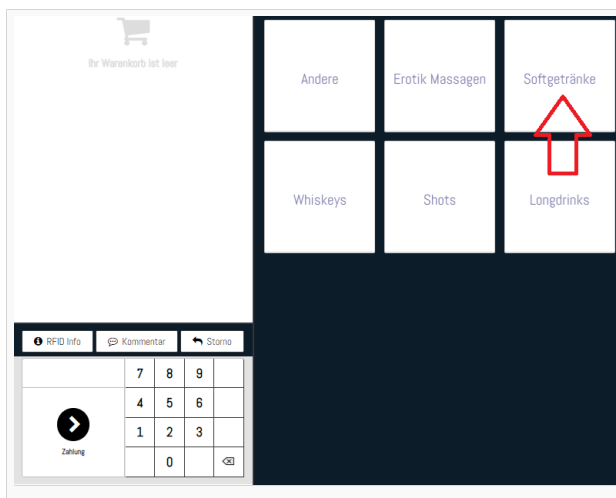 Ihr Warenkorb ist leer
Andere
Erotik Massagen
Softgetränke
Whiskeys
Shots
Longdrinks
RFID Info
Kommentar
Storno
7 8 9
4 5 6
1 2 3
0
Zahlung